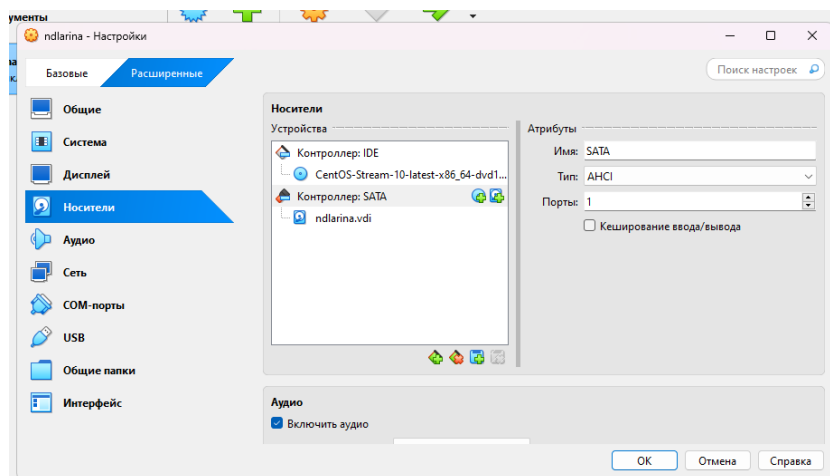 ументы
ndlarina - Настройки
Базовые
Расширенные
Поиск настроек
Общие
Система
Дисплей
Носители
Аудио
Сеть
COM-порты
USB
Общие папки
Интерфейс
Носители
Устройства
Контроллер: IDE
CentOS-Stream-10-latest-x86_64-dvd1...
Контроллер: SATA
ndlarina.vdi
Атрибуты
Имя: SATA
Тип: AHCI
Порты: 1
Кеширование ввода/вывода
Аудио
Включить аудио
OK
Отмена
Справка